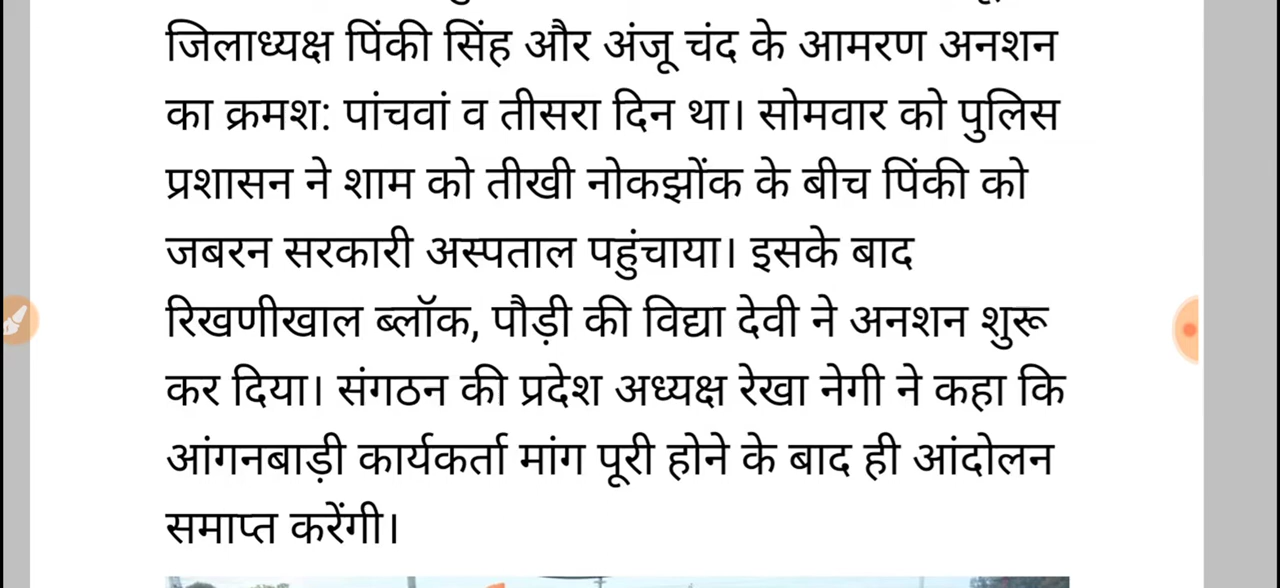 जिलाध्यक्ष पिंकी सिंह और अंजू चंद के आमरण अनशन
का क्रमश: पांचवां व तीसरा दिन था। सोमवार को पुलिस
प्रशासन ने शाम को तीखी नोकझोंक के बीच पिंकी को
जबरन सरकारी अस्पताल पहुंचाया। इसके बाद
रिखणीखाल ब्लॉक, पौड़ी की विद्या देवी ने अनशन शुरू
कर दिया। संगठन की प्रदेश अध्यक्ष रेखा नेगी ने कहा कि
आंगनबाड़ी कार्यकर्ता मांग पूरी होने के बाद ही आंदोलन
समाप्त करेंगी।